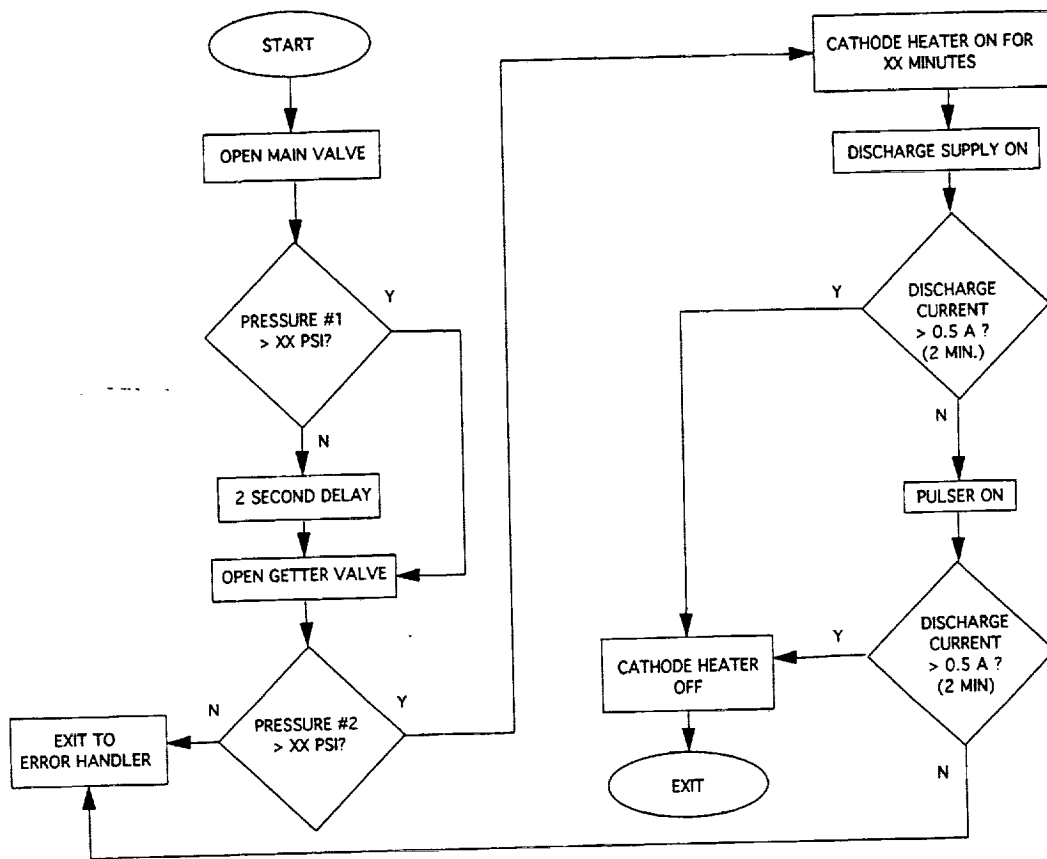 START
OPEN MAIN VALVE
PRESSURE #1
> XX PSI?
Y
N
2 SECOND DELAY
OPEN GETTER VALVE
PRESSURE #2
> XX PSI?
N
Y
EXIT TO
ERROR HANDLER
CATHODE HEATER ON FOR
XX MINUTES
DISCHARGE SUPPLY ON
DISCHARGE
CURRENT
> 0.5 A ?
(2 MIN.)
Y
N
PULSER ON
DISCHARGE
CURRENT
> 0.5 A ?
(2 MIN)
Y
N
CATHODE HEATER
OFF
EXIT